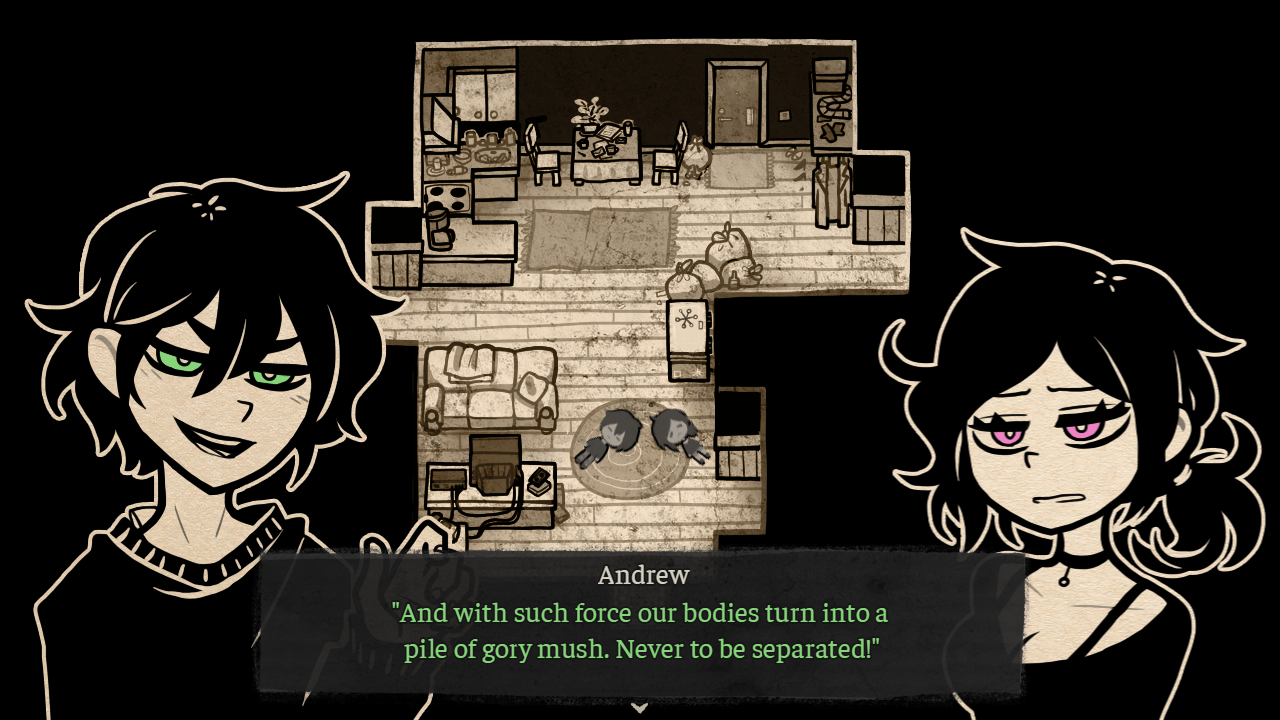 Andrew
"And with such force our bodies turn into a
pile of gory mush. Never to be separated!"